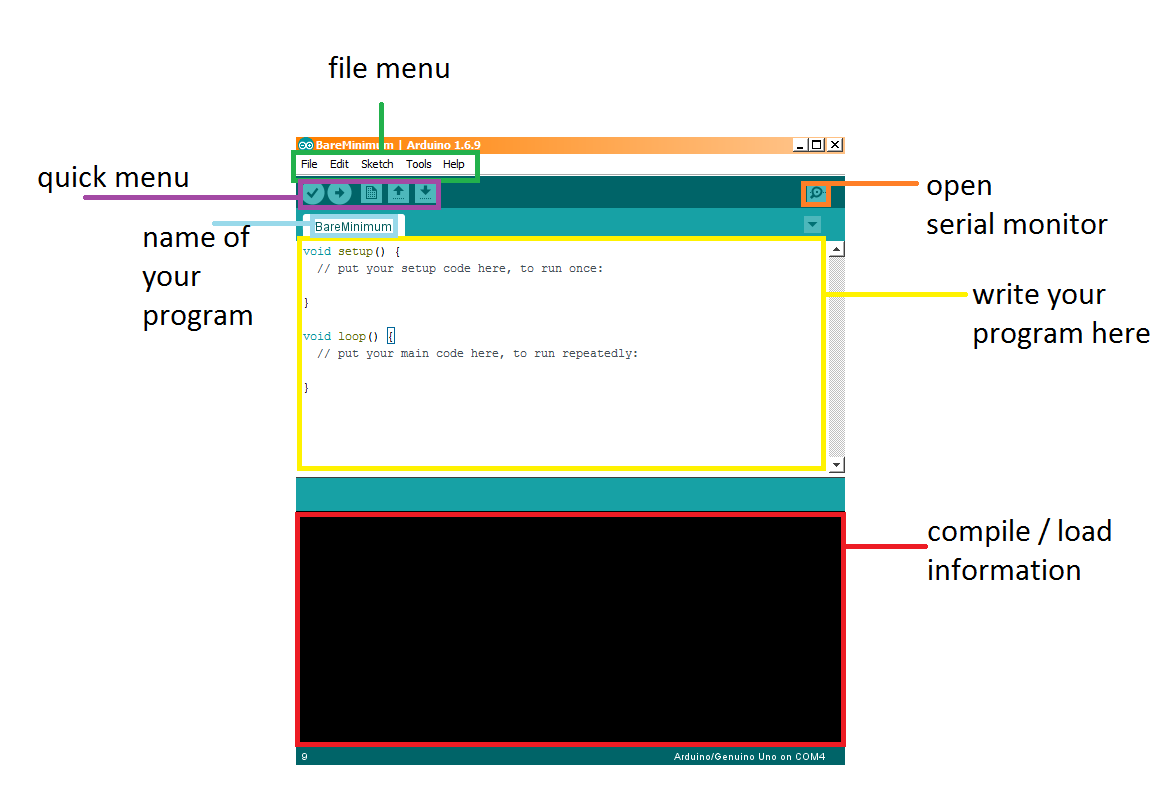 file menu
BareMinimum | Arduino 1.6.9
File Edit Sketch Tools Help
quick menu
open
serial monitor
name of
your
program
BareMinimum
void setup() {
// put your setup code here, to run once:
}
void loop() {
// put your main code here, to run repeatedly:
}
write your
program here
compile / load
information
9
Arduino/Genuino Uno on COM4